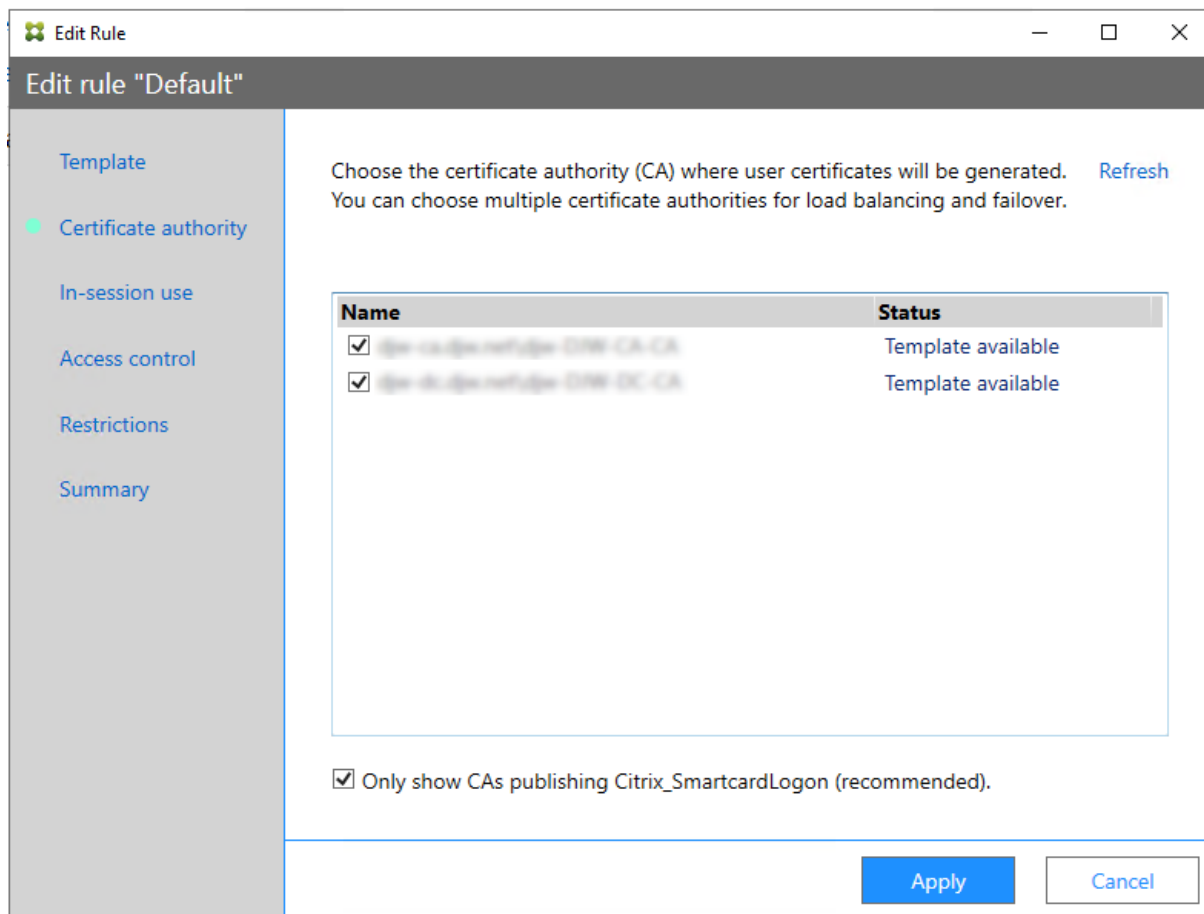 Edit Rule
Edit rule "Default"
Template
Certificate authority
In-session use
Access control
Restrictions
Summary
Choose the certificate authority (CA) where user certificates will be generated.
Refresh
You can choose multiple certificate authorities for load balancing and failover.
Name Status
Template available
Template available
Only show CAs publishing Citrix_SmartcardLogon (recommended).
Apply Cancel